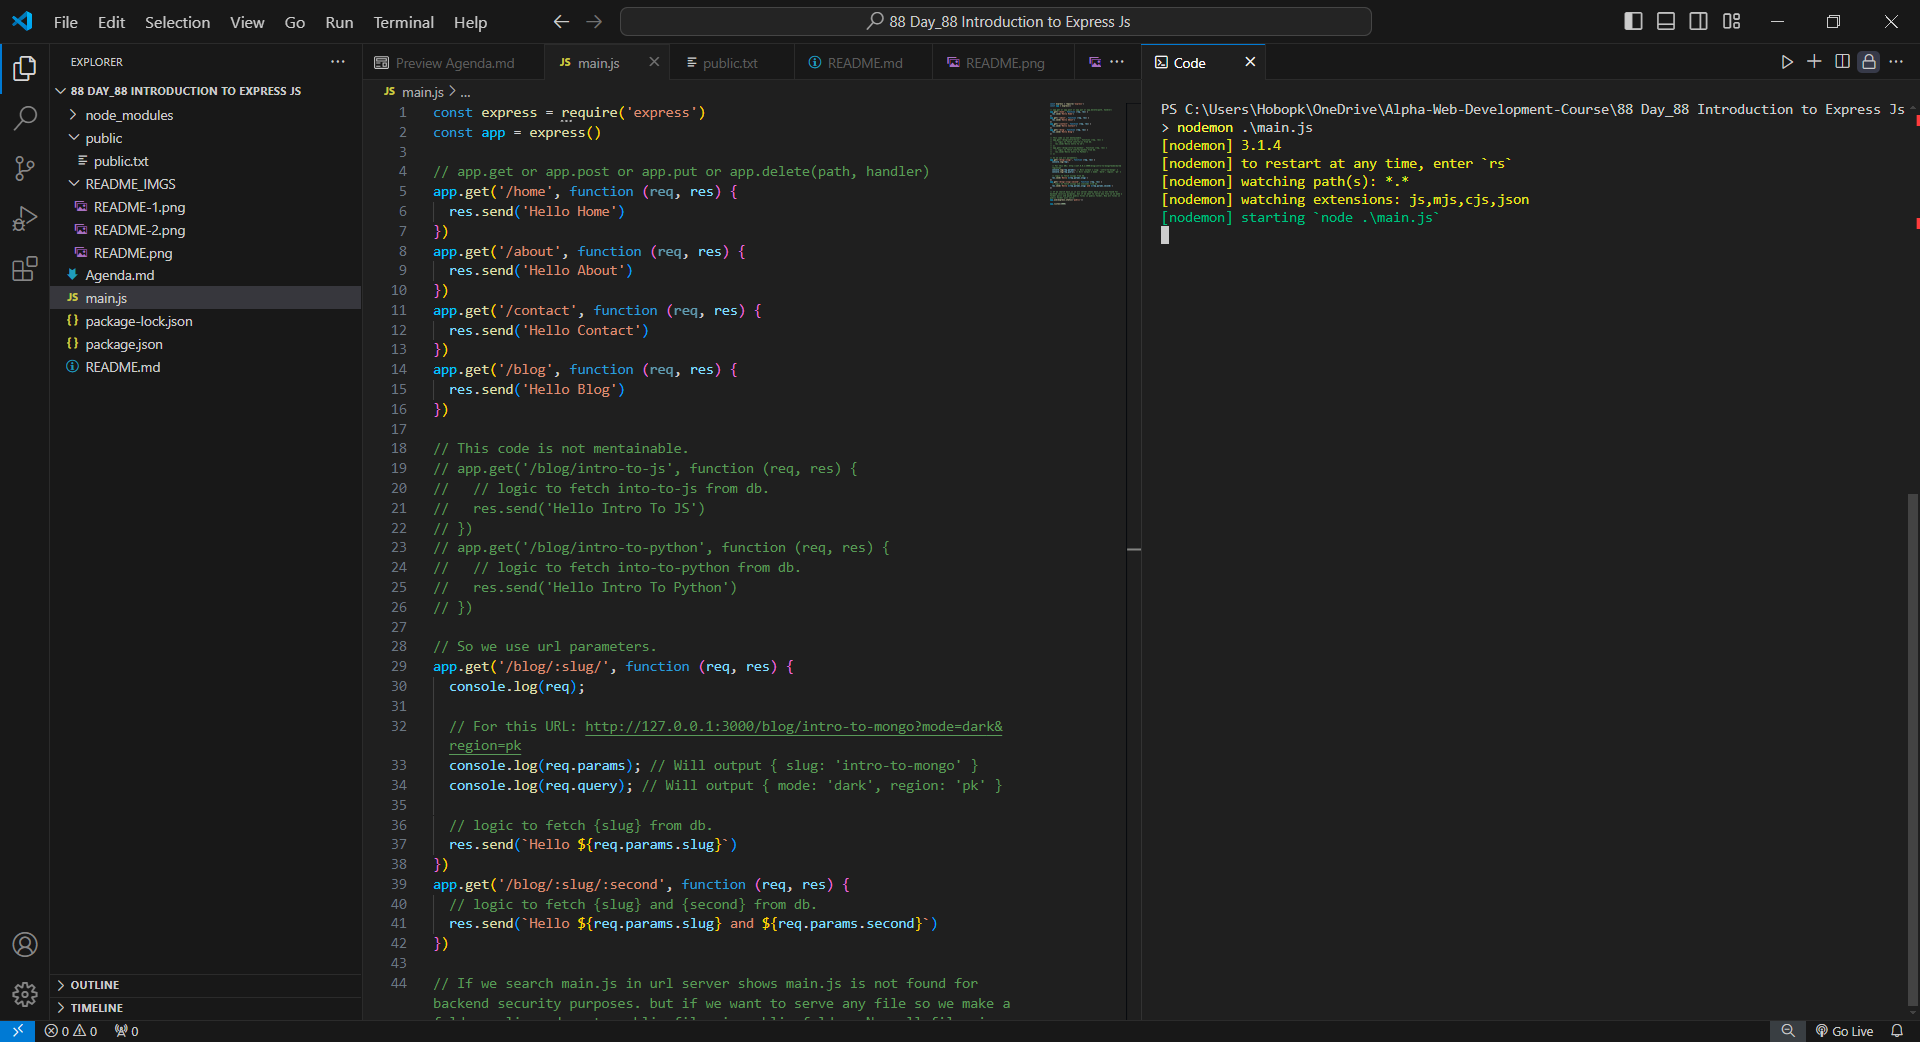 File Edit Selection View Go Run Terminal Help
88 Day_88 Introduction to Express Js
EXPLORER
88 DAY_88 INTRODUCTION TO EXPRESS JS
node_modules
public
public.txt
README_IMGS
README-1.png
README-2.png
README.png
Agenda.md
JS main.js
{} package-lock.json
{} package.json
README.md
OUTLINE
TIMELINE
Preview Agenda.md
JS main.js
public.txt
README.md
README.png
JS main.js > ...
1 const express = require('express')
2 const app = express()
3
4 // app.get or app.post or app.put or app.delete(path, handler)
5 app.get('/home', function (req, res) {
6 res.send('Hello Home')
7 })
8 app.get('/about', function (req, res) {
9 res.send('Hello About')
10 })
11 app.get('/contact', function (req, res) {
12 res.send('Hello Contact')
13 })
14 app.get('/blog', function (req, res) {
15 res.send('Hello Blog')
16 })
17
18 // This code is not mentainable.
19 // app.get('/blog/intro-to-js', function (req, res) {
20 // // logic to fetch into-to-js from db.
21 // res.send('Hello Intro To JS')
22 // })
23 // app.get('/blog/intro-to-python', function (req, res) {
24 // // logic to fetch into-to-python from db.
25 // res.send('Hello Intro To Python')
26 // })
27
28 // So we use url parameters.
29 app.get('/blog/:slug/', function (req, res) {
30 console.log(req);
31
32 // For this URL: http://127.0.0.1:3000/blog/intro-to-mongo?mode=dark&
region=pk
33 console.log(req.params); // Will output { slug: 'intro-to-mongo' }
34 console.log(req.query); // Will output { mode: 'dark', region: 'pk' }
35
36 // logic to fetch {slug} from db.
37 res.send(`Hello ${req.params.slug}`)
38 })
39 app.get('/blog/:slug/:second', function (req, res) {
40 // logic to fetch {slug} and {second} from db.
41 res.send(`Hello ${req.params.slug} and ${req.params.second}`)
42 })
43
44 // If we search main.js in url server shows main.js is not found for
backend security purposes. but if we want to serve any file so we make a
Code
PS C:\Users\Hobopk\OneDrive\Alpha-Web-Development-Course\88 Day_88 Introduction to Express Js
> nodemon .\main.js
[nodemon] 3.1.4
[nodemon] to restart at any time, enter `rs`
[nodemon] watching path(s): *.*
[nodemon] watching extensions: js,mjs,cjs,json
[nodemon] starting `node .\main.js`
0 0 0
Go Live